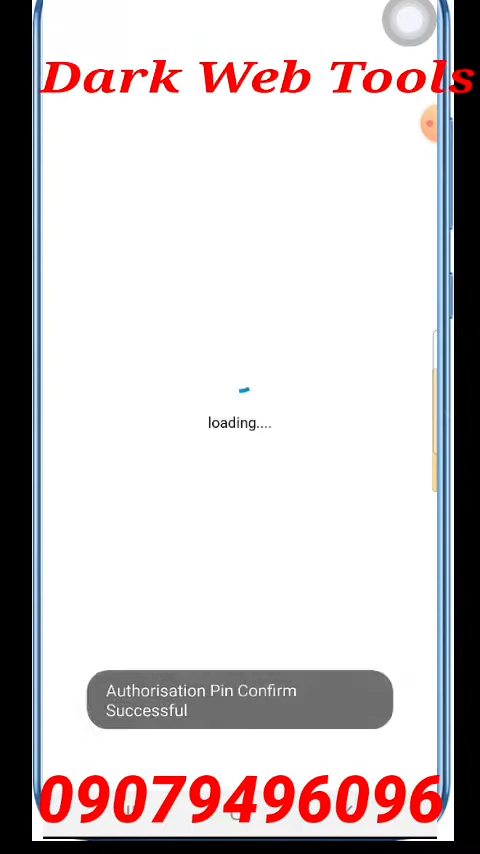 Dark Web Tools
loading....
Authorisation Pin Confirm
Successful
09079496096